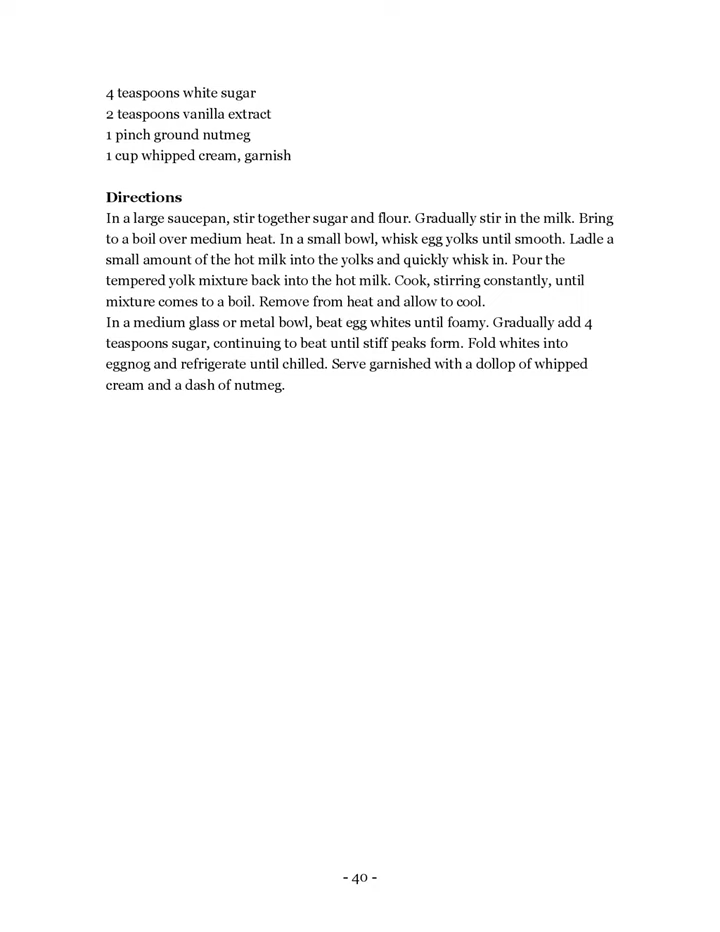 4 teaspoons white sugar
2 teaspoons vanilla extract
1 pinch ground nutmeg
1 cup whipped cream, garnish
Directions
In a large saucepan, stir together sugar and flour. Gradually stir in the milk. Bring
to a boil over medium heat. In a small bowl, whisk egg yolks until smooth. Ladle a
small amount of the hot milk into the yolks and quickly whisk in. Pour the
tempered yolk mixture back into the hot milk. Cook, stirring constantly, until
mixture comes to a boil. Remove from heat and allow to cool.
In a medium glass or metal bowl, beat egg whites until foamy. Gradually add 4
teaspoons sugar, continuing to beat until stiff peaks form. Fold whites into
eggnog and refrigerate until chilled. Serve garnished with a dollop of whipped
cream and a dash of nutmeg.
- 40 -